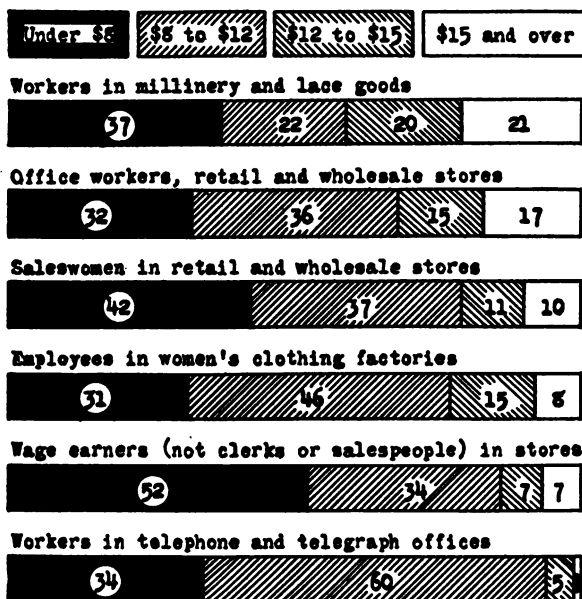 Under $8 $8 to $12 $12 to $15 $15 and over
Workers in millinery and lace goods
37 22 20 21
Office workers, retail and wholesale stores
32 36 15 17
Saleswomen in retail and wholesale stores
42 37 11 10
Employees in women's clothing factories
31 46 15 8
Wage earners (not clerks or salespeople) in stores
52 34 7 7
Workers in telephone and telegraph offices
34 60 5